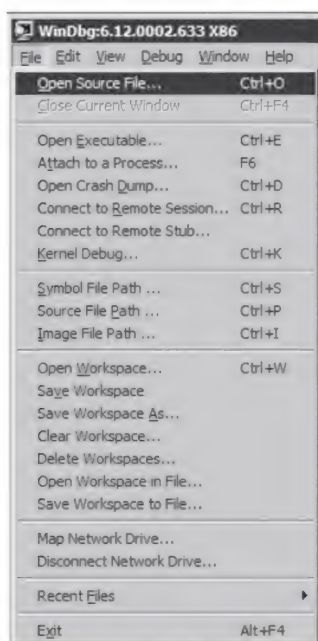 WinDbg:6.12.0002.633 X86
File Edit View Debug Window Help
Open Source File... Ctrl+O
Close Current Window Ctrl+F4
Open Executable... Ctrl+E
Attach to a Process... F6
Open Crash Dump... Ctrl+D
Connect to Remote Session... Ctrl+R
Connect to Remote Stub...
Kernel Debug... Ctrl+K
Symbol File Path ... Ctrl+S
Source File Path ... Ctrl+P
Image File Path ... Ctrl+I
Open Workspace... Ctrl+W
Save Workspace
Save Workspace As...
Clear Workspace...
Delete Workspaces...
Open Workspace in File...
Save Workspace to File...
Map Network Drive...
Disconnect Network Drive...
Recent Files
Exit Alt+F4